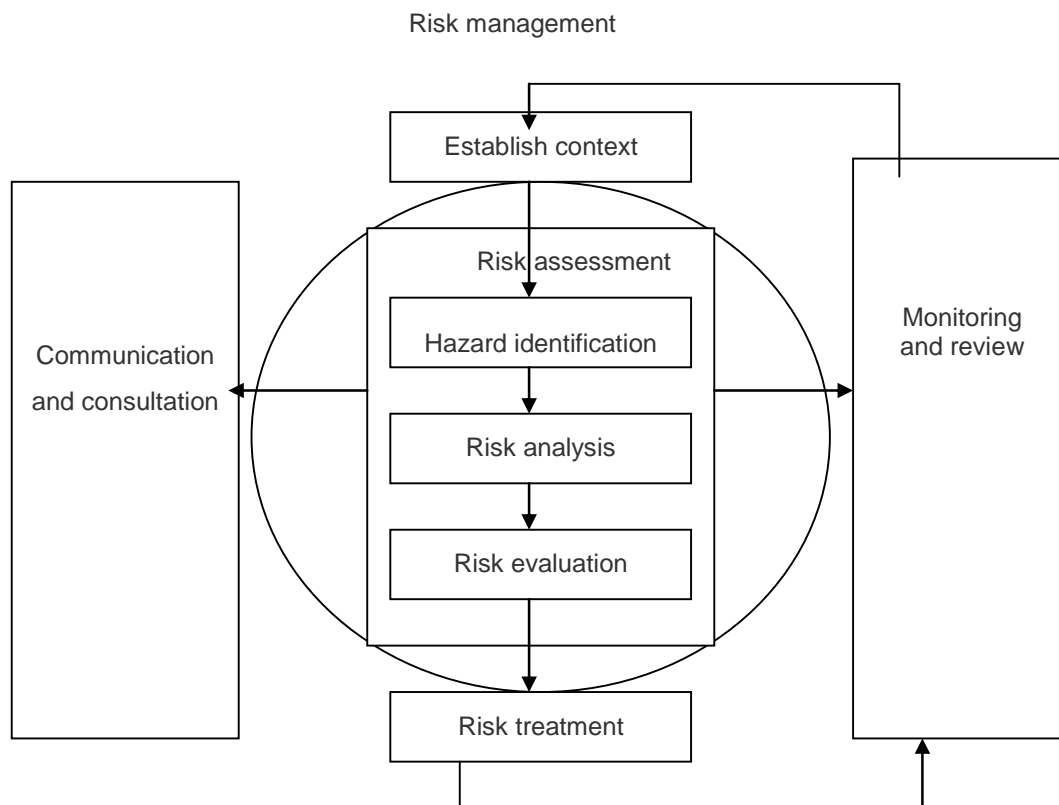 Risk management
Establish context
Risk assessment
Hazard identification
Communication
and consultation
Monitoring
and review
Risk analysis
Risk evaluation
Risk treatment